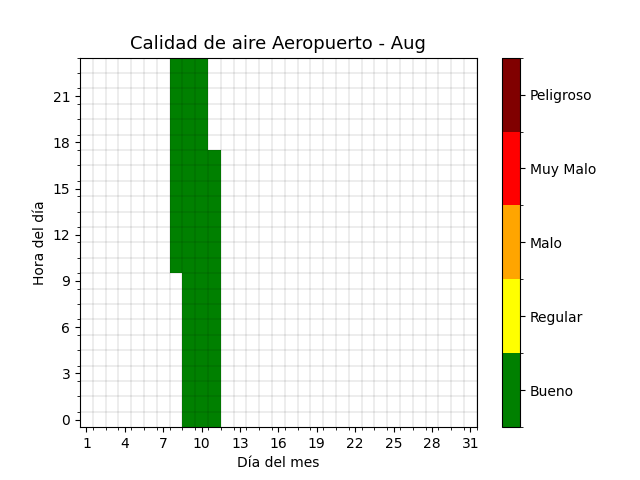 Calidad de aire Aeropuerto - Aug
Hora del día
21
18
15
12
9
6
3
0
1 4 7 10 13 16 19 22 25 28 31
Día del mes
Peligroso
Muy Malo
Malo
Regular
Bueno